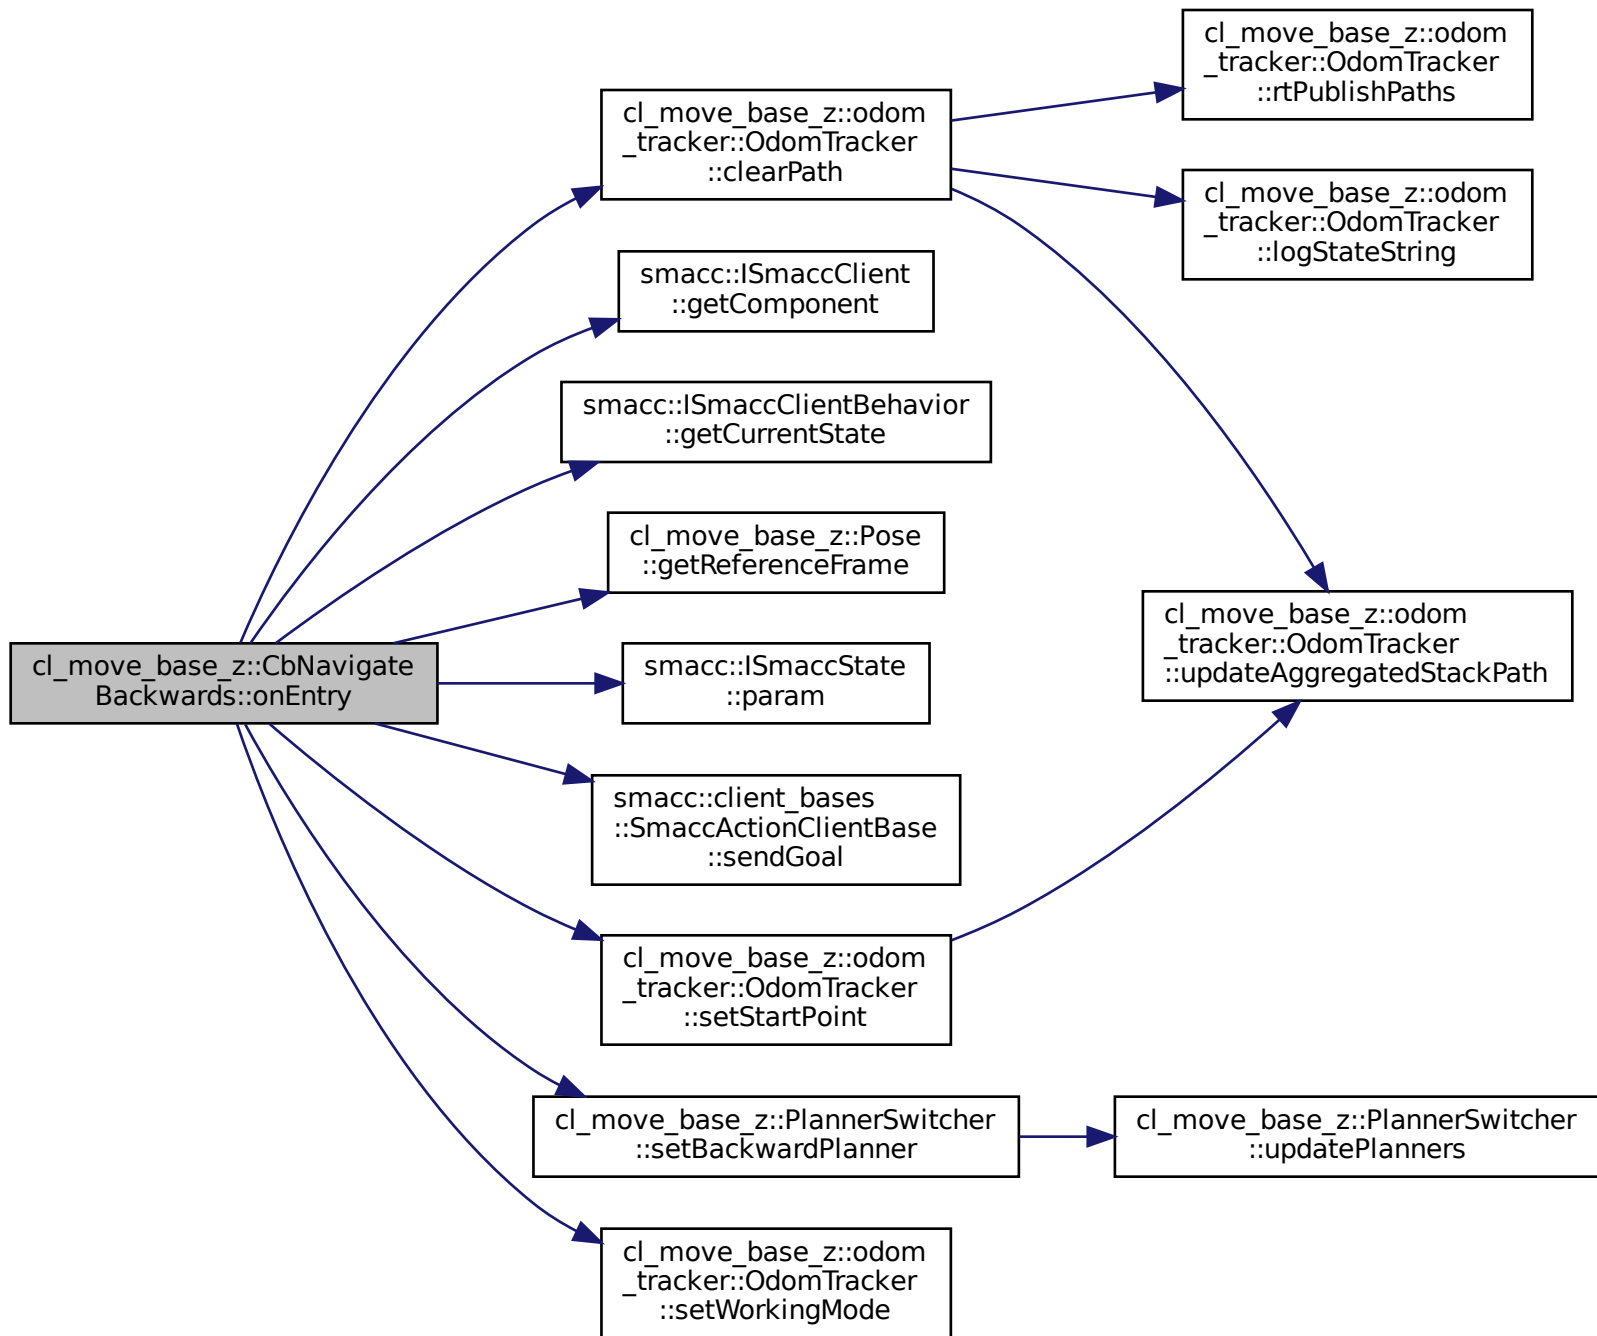 cl_move_base_z::CbNavigate
Backwards::onEntry
cl_move_base_z::odom
_tracker::OdomTracker
::clearPath
smacc::ISmaccClient
::getComponent
smacc::ISmaccClientBehavior
::getCurrentState
cl_move_base_z::Pose
::getReferenceFrame
smacc::ISmaccState
::param
smacc::client_bases
::SmaccActionClientBase
::sendGoal
cl_move_base_z::odom
_tracker::OdomTracker
::setStartPoint
cl_move_base_z::PlannerSwitcher
::setBackwardPlanner
cl_move_base_z::odom
_tracker::OdomTracker
::setWorkingMode
cl_move_base_z::odom
_tracker::OdomTracker
::rtPublishPaths
cl_move_base_z::odom
_tracker::OdomTracker
::logStateString
cl_move_base_z::odom
_tracker::OdomTracker
::updateAggregatedStackPath
cl_move_base_z::PlannerSwitcher
::updatePlanners